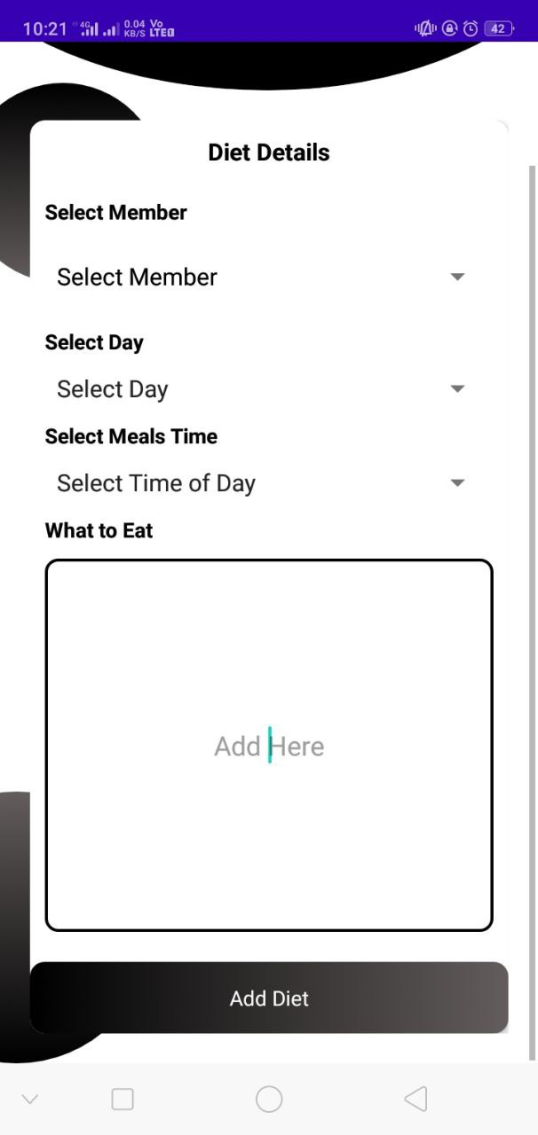 10:21 4G 0.04 KB/S Vo LTE 42
Diet Details
Select Member
Select Member
Select Day
Select Day
Select Meals Time
Select Time of Day
What to Eat
Add Here
Add Diet